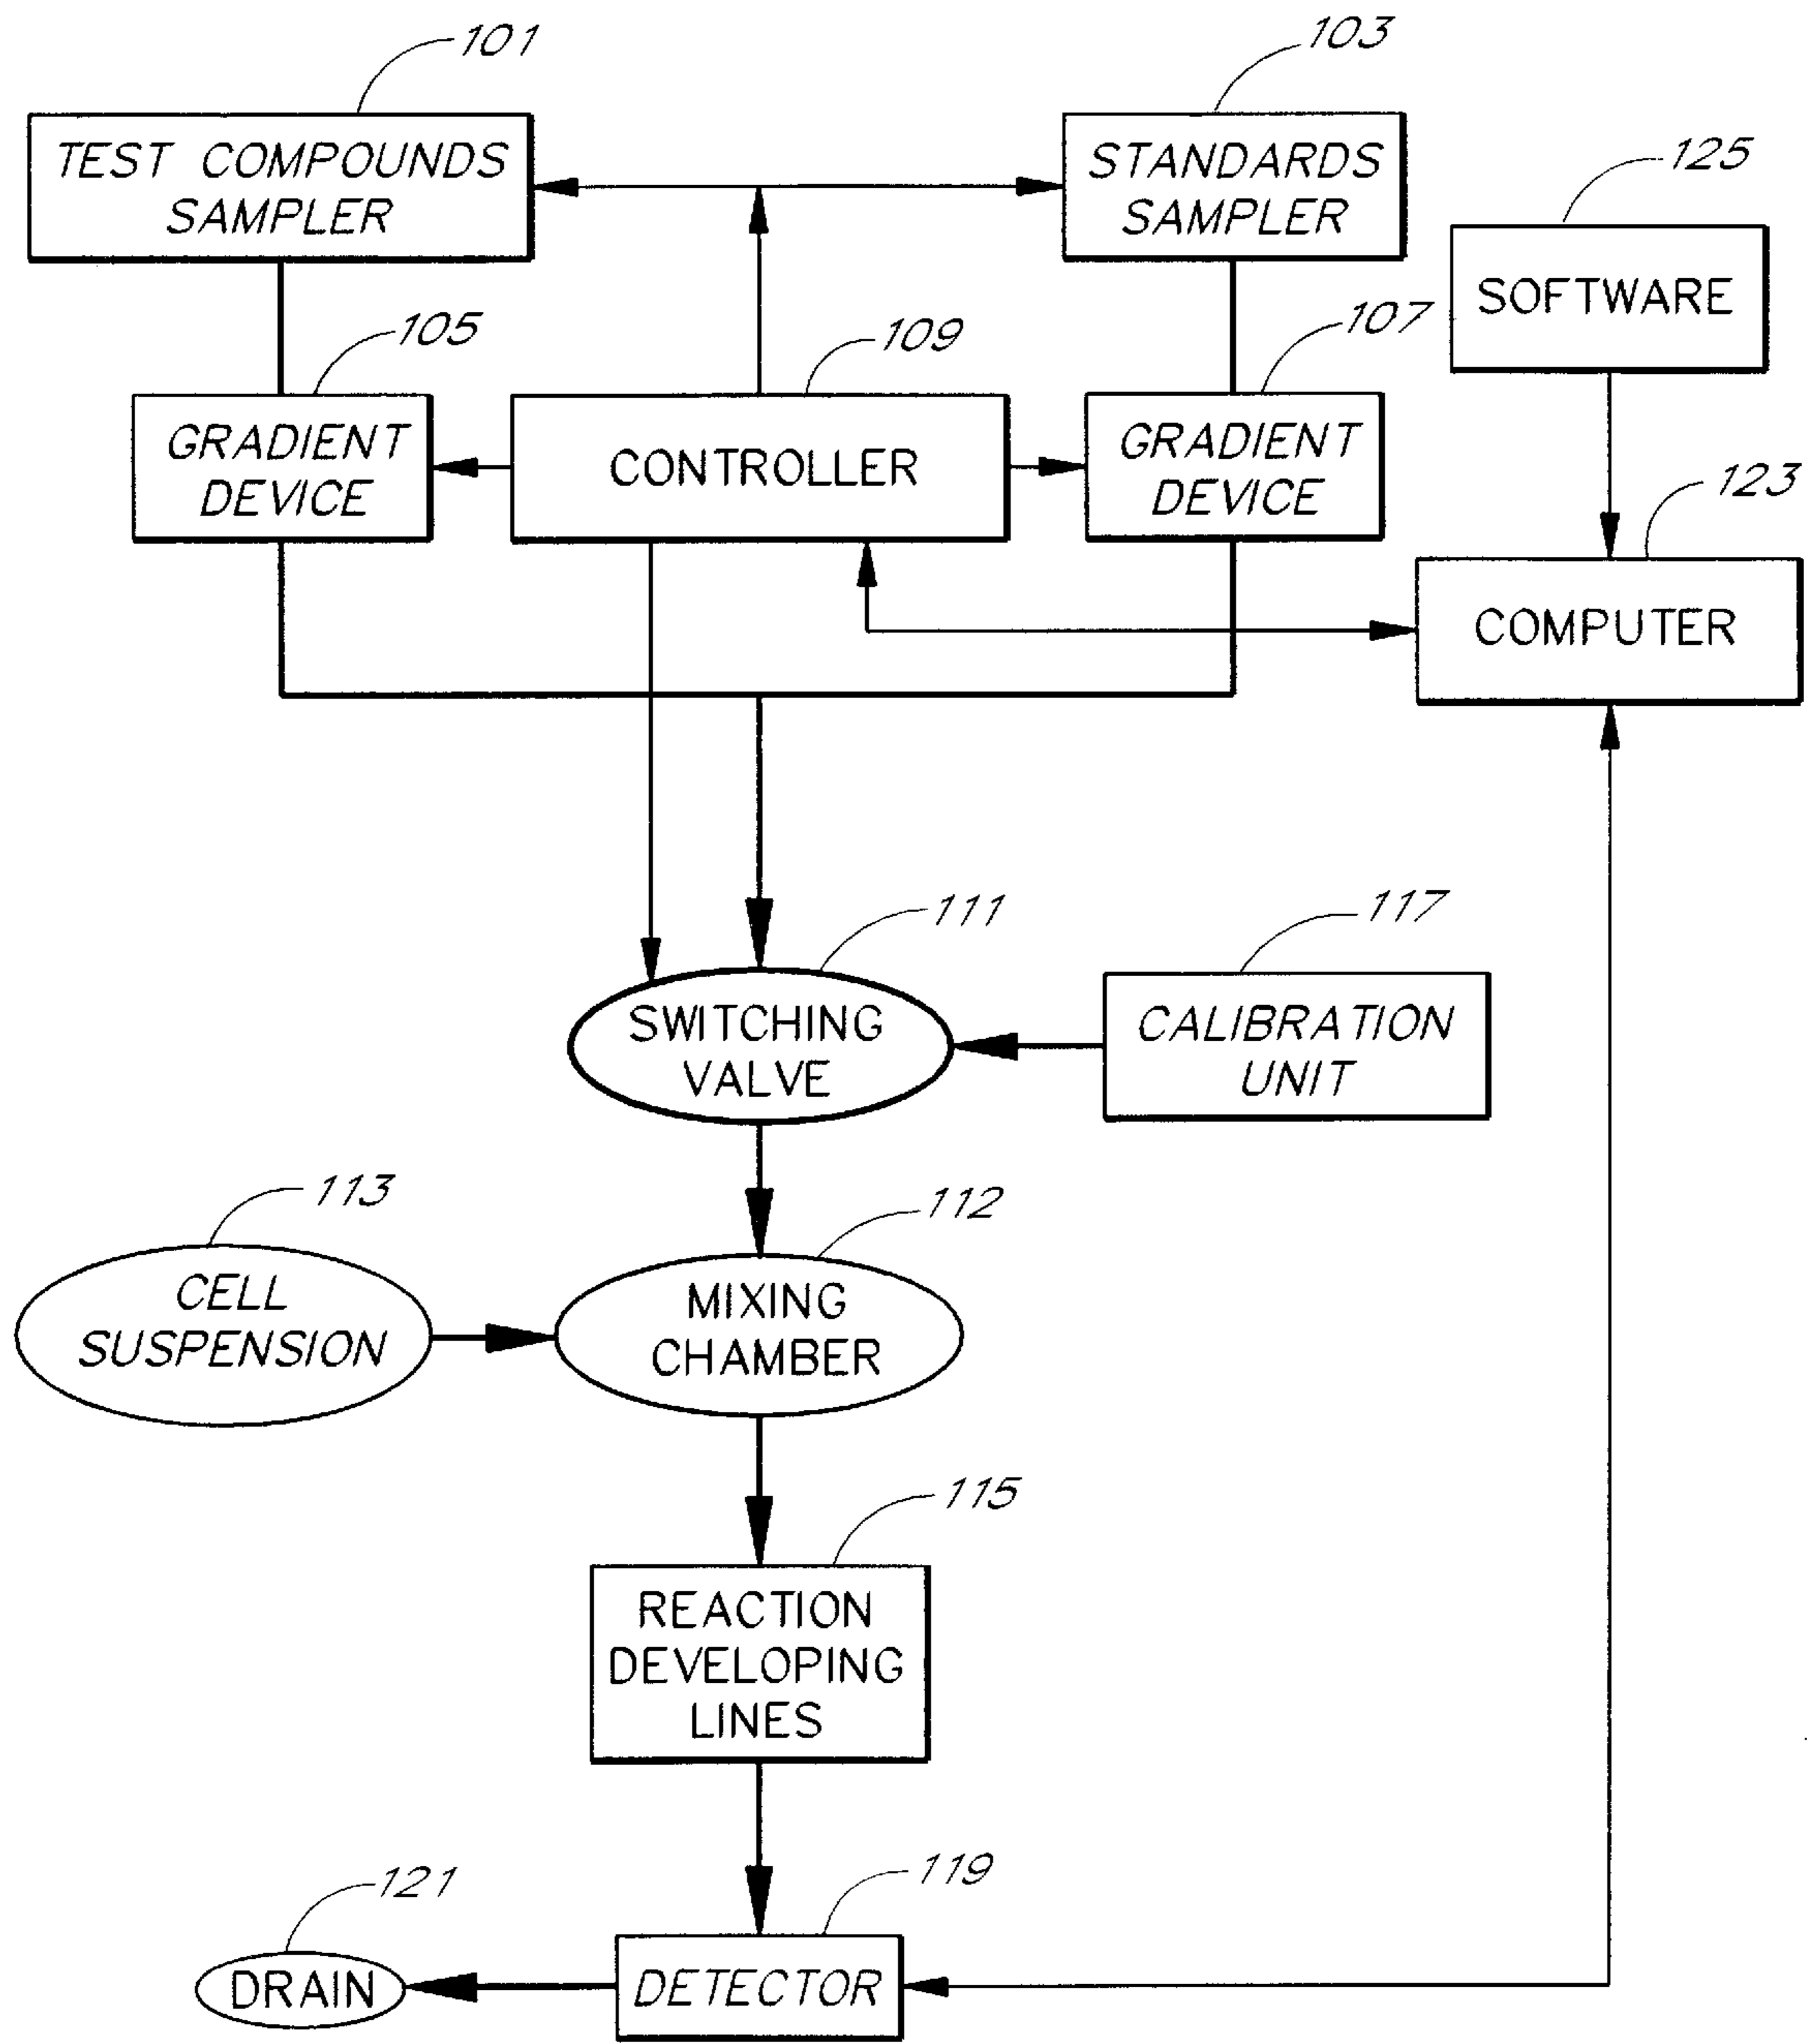 101
103
TEST COMPOUNDS
SAMPLER
STANDARDS
SAMPLER
125
SOFTWARE
105
109
107
GRADIENT
DEVICE
CONTROLLER
GRADIENT
DEVICE
123
COMPUTER
111
117
SWITCHING
VALVE
CALIBRATION
UNIT
113
112
CELL
SUSPENSION
MIXING
CHAMBER
115
REACTION
DEVELOPING
LINES
121
119
DRAIN
DETECTOR